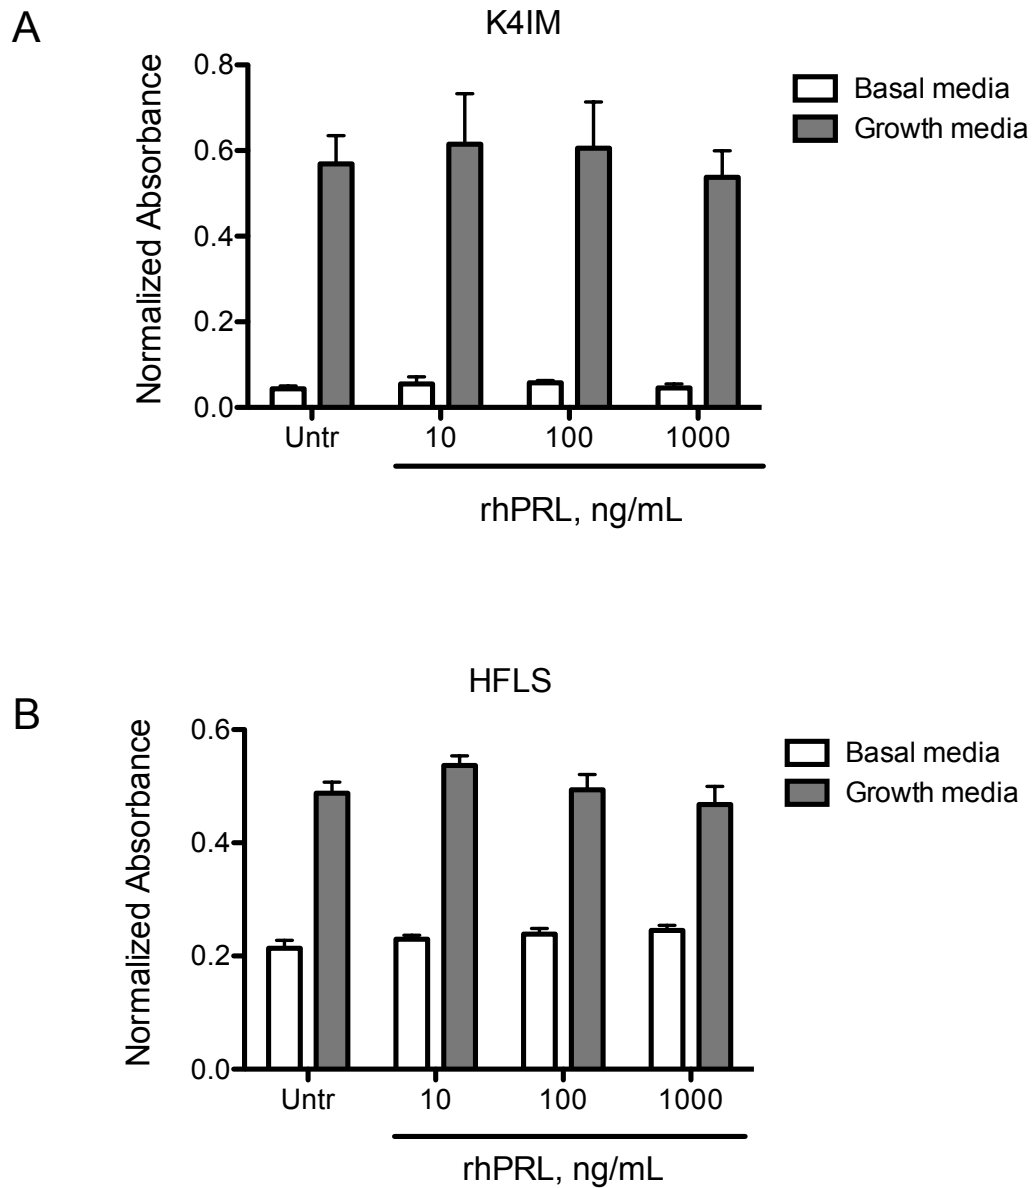 A
K4IM
Normalized Absorbance
0.8
0.6
0.4
0.2
0.0
Untr
10
100
1000
rhPRL, ng/mL
Basal media
Growth media
B
HFLS
Normalized Absorbance
0.6
0.4
0.2
0.0
Untr
10
100
1000
rhPRL, ng/mL
Basal media
Growth media